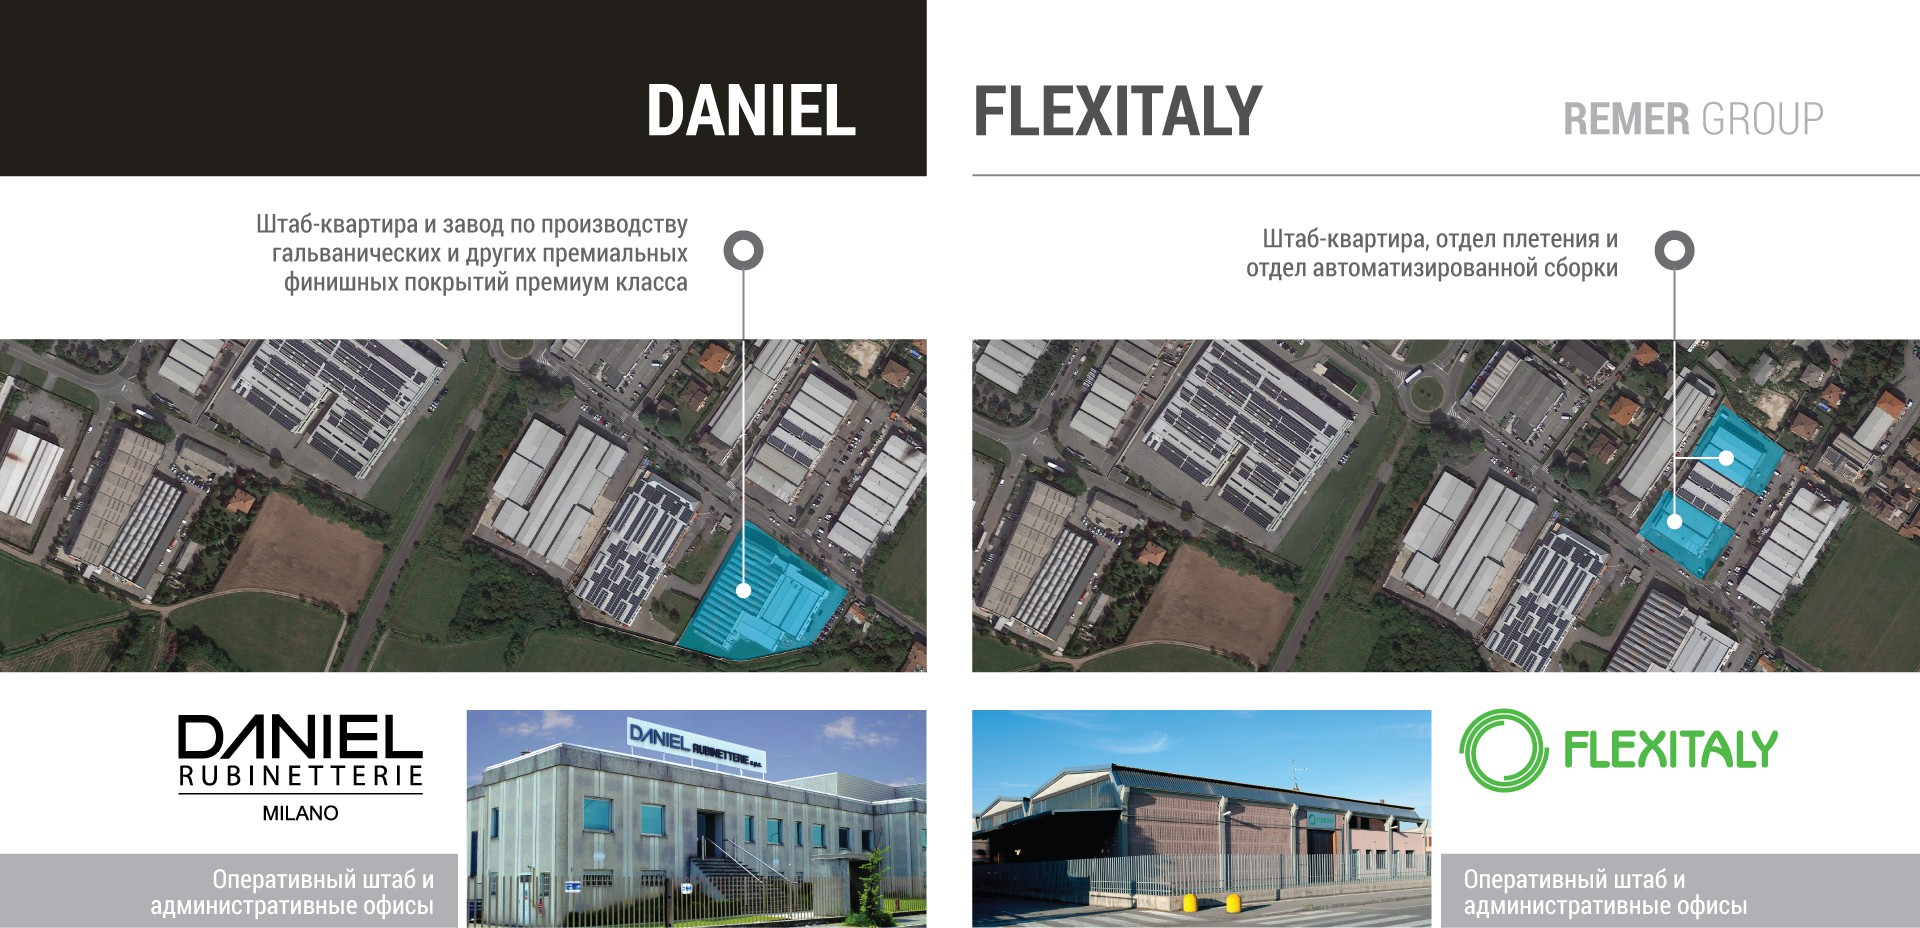 DANIEL
FLEXITALY
REMER GROUP
Штаб-квартира и завод по производству
гальванических и других премиальных
финишных покрытий премиум класса
Штаб-квартира, отдел плетения и
отдел автоматизированной сборки
DANIEL
RUBINETTERIE
MILANO
DANIEL RUBINETTERIE s.p.a.
FLEXITALY
FLEXITALY
Оперативный штаб и
административные офисы
Оперативный штаб и
административные офисы